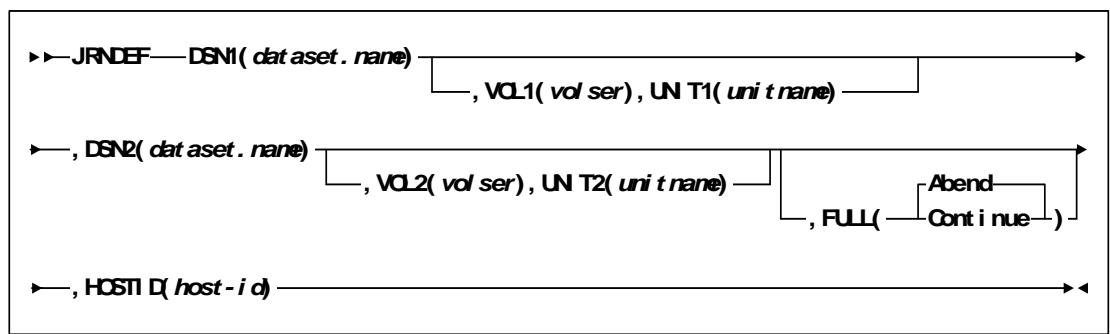 JRNDEF DSN1(dataset.name)
,VOL1(volser),UNIT1(unitname)
,DSN2(dataset.name)
,VOL2(volser),UNIT2(unitname)
Abend
,FULL( Continue )
,HOSTID(host-id)